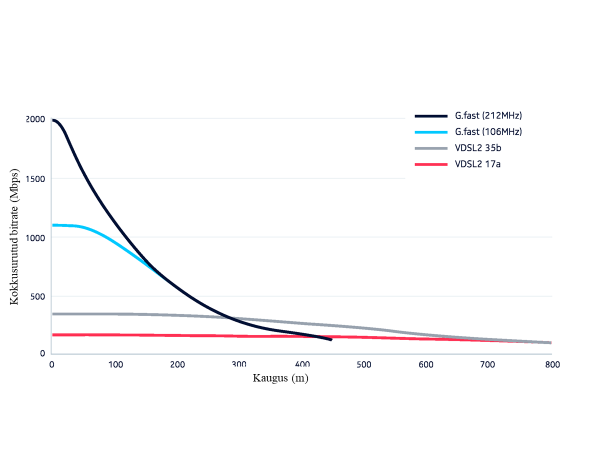 G.fast (212MHz)
G.fast (106MHz)
VDSL2 35b
VDSL2 17a
Kokkusurutud bitrate (Mbps)
2000
1500
1000
500
0
0 100 200 300 400 500 600 700 800
Kaugus (m)